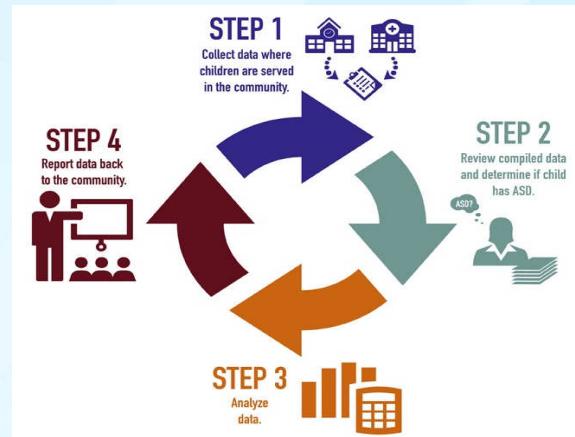 STEP 1
Collect data where
children are served
in the community.
STEP 2
Review compiled data
and determine if child
has ASD.
ASD?
STEP 3
Analyze
data.
STEP 4
Report data back
to the community.